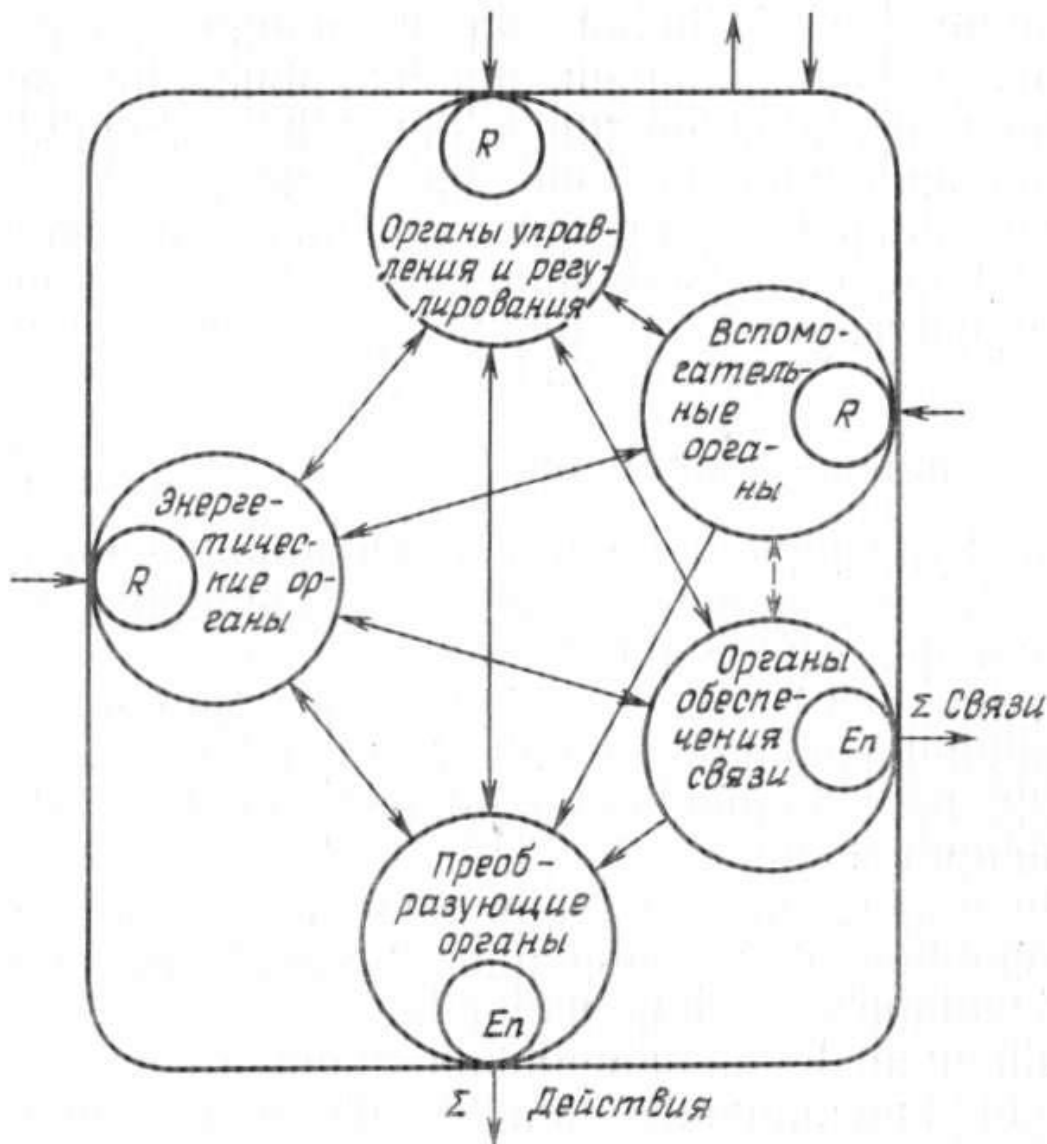 R
Органы управ-
ления и регу-
лирования
Вспомо-
гатель-
ные
орга-
ны
R
Энерге-
тичес-
кие ор-
ганы
R
Органы
обеспе-
чения
связи
En
Σ Связи
Преоб-
разующие
органы
En
Σ Действия